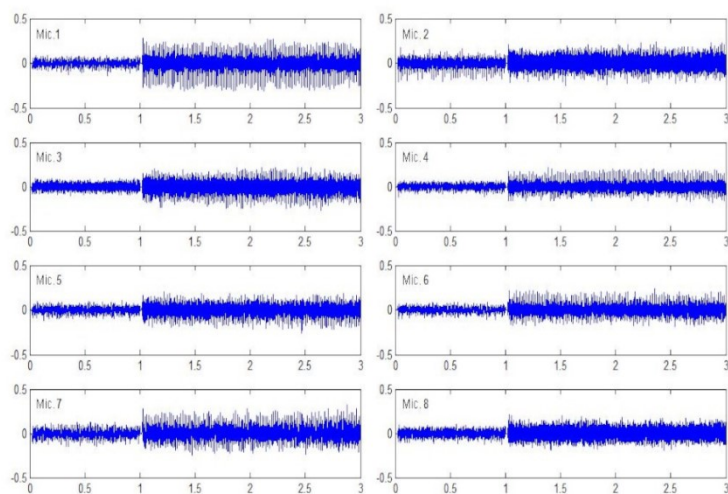 0.5 Mic.1 0 -0.5
0 0.5 1 1.5 2 2.5 3
0.5 Mic.2 0 -0.5
0 0.5 1 1.5 2 2.5 3
0.5 Mic.3 0 -0.5
0 0.5 1 1.5 2 2.5 3
0.5 Mic.4 0 -0.5
0 0.5 1 1.5 2 2.5 3
0.5 Mic.5 0 -0.5
0 0.5 1 1.5 2 2.5 3
0.5 Mic.6 0 -0.5
0 0.5 1 1.5 2 2.5 3
0.5 Mic.7 0 -0.5
0 0.5 1 1.5 2 2.5 3
0.5 Mic.8 0 -0.5
0 0.5 1 1.5 2 2.5 3